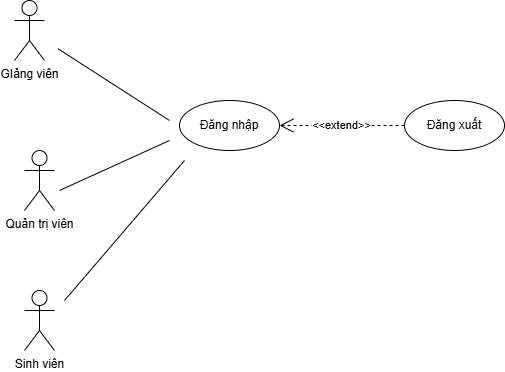 GIảng viên
Đăng nhập
<<extend>>
Đăng xuất
Quản trị viên
Sinh viên